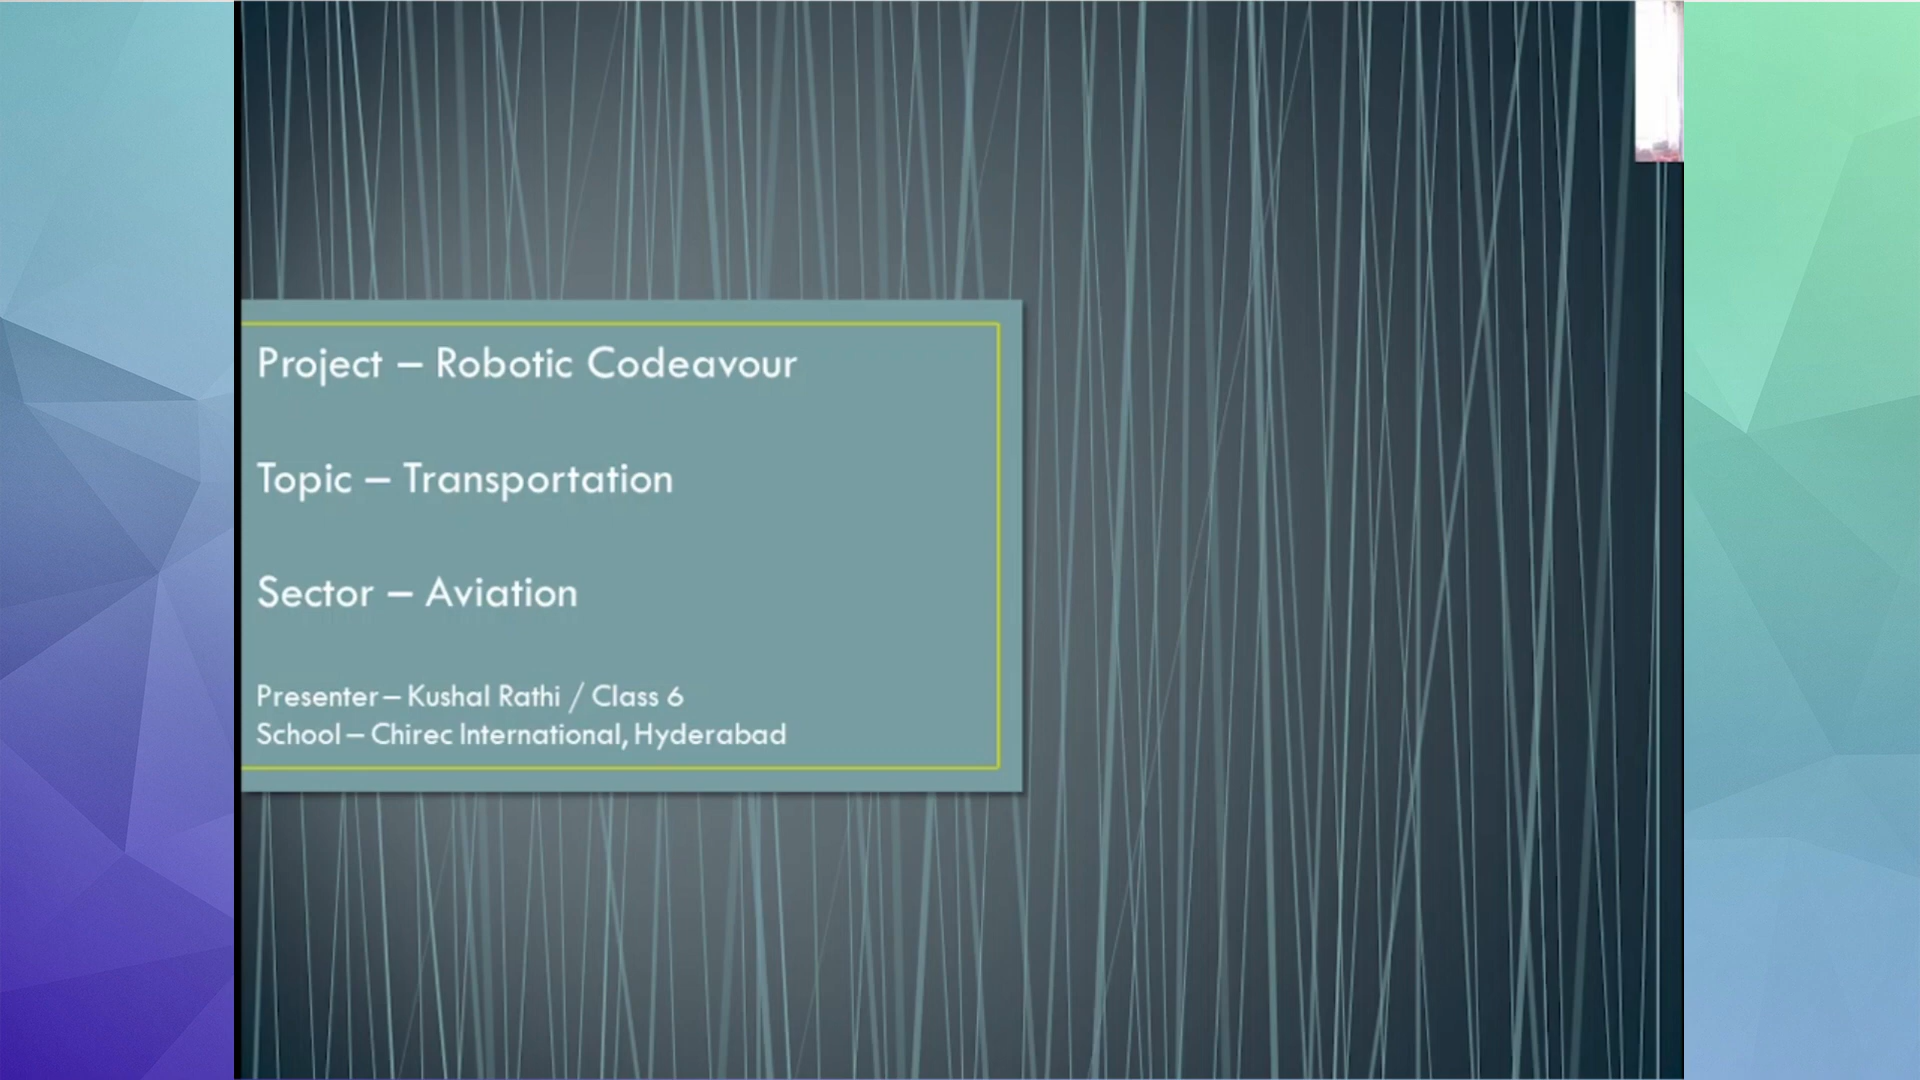 Project – Robotic Codeavour
Topic – Transportation
Sector – Aviation
Presenter – Kushal Rathi / Class 6
School – Chirec International, Hyderabad